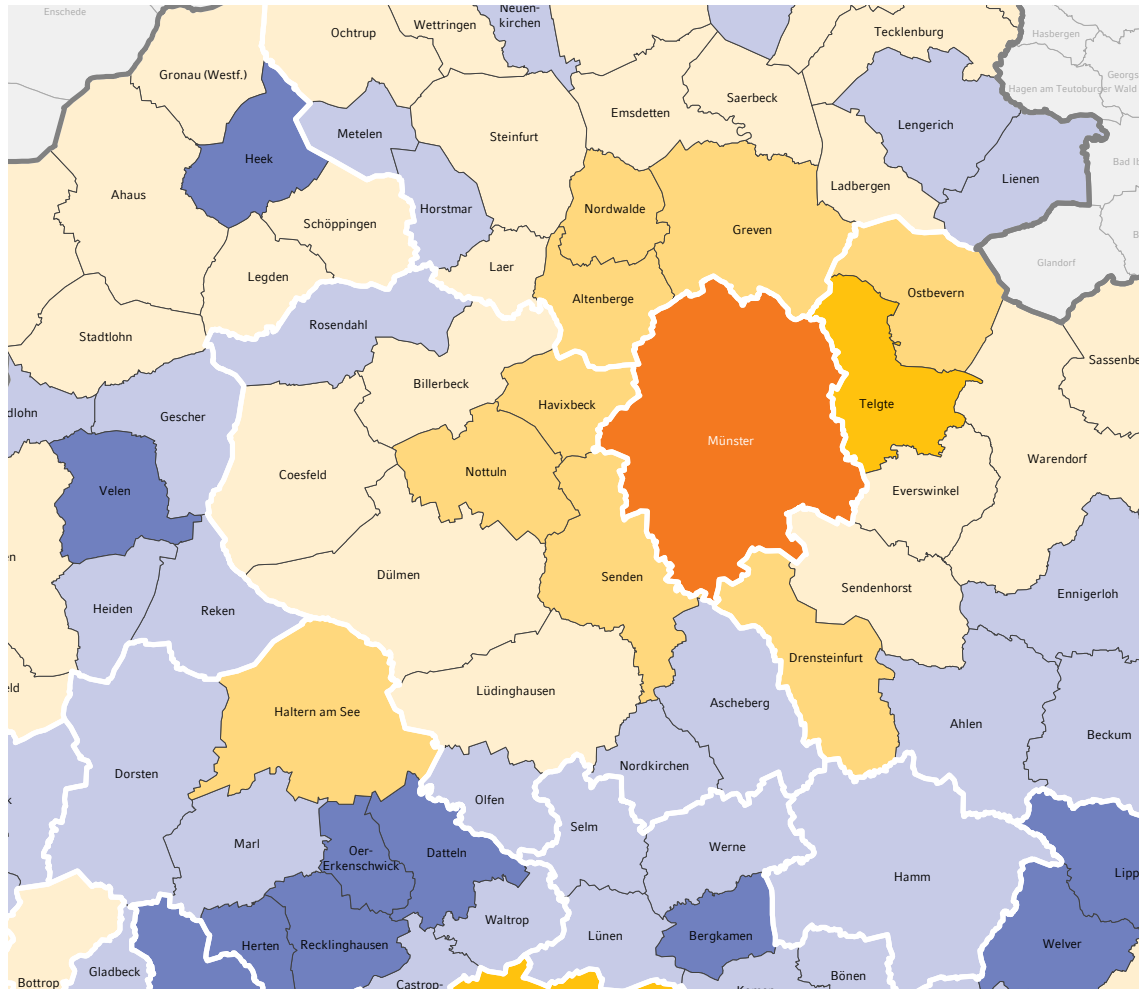 Enschede
Neuen-
kirchen
Wettringen
Ochtrup
Tecklenburg
Hasbergen
Gronau (Westf.)
Georgs
Hagen am Teutoburger Wald
Saerbeck
Emsdetten
Lengerich
Metelen
Steinfurt
Heek
Bad Ib
Lienen
Ladbergen
Ahaus
Horstmar
Nordwalde
Schöppingen
Greven
B
Glandorf
Laer
Legden
Ostbevern
Altenberge
Rosendahl
Stadtlohn
Sassenbe
Billerbeck
Havixbeck
Telgte
dlohn
Gescher
Münster
Warendorf
Nottuln
Coesfeld
Velen
Everswinkel
en
Dülmen
Senden
Sendenhorst
Ennigerloh
Heiden
Reken
Drensteinfurt
eld
Lüdinghausen
Ascheberg
Haltern am See
Ahlen
Beckum
Nordkirchen
Dorsten
Olfen
k
Selm
Marl
Oer-
Erkenschwick
Datteln
Werne
Hamm
Lipp
Waltrop
Lünen
Bergkamen
Herten
Recklinghausen
Welver
Gladbeck
Bönen
Bottrop
Castrop-